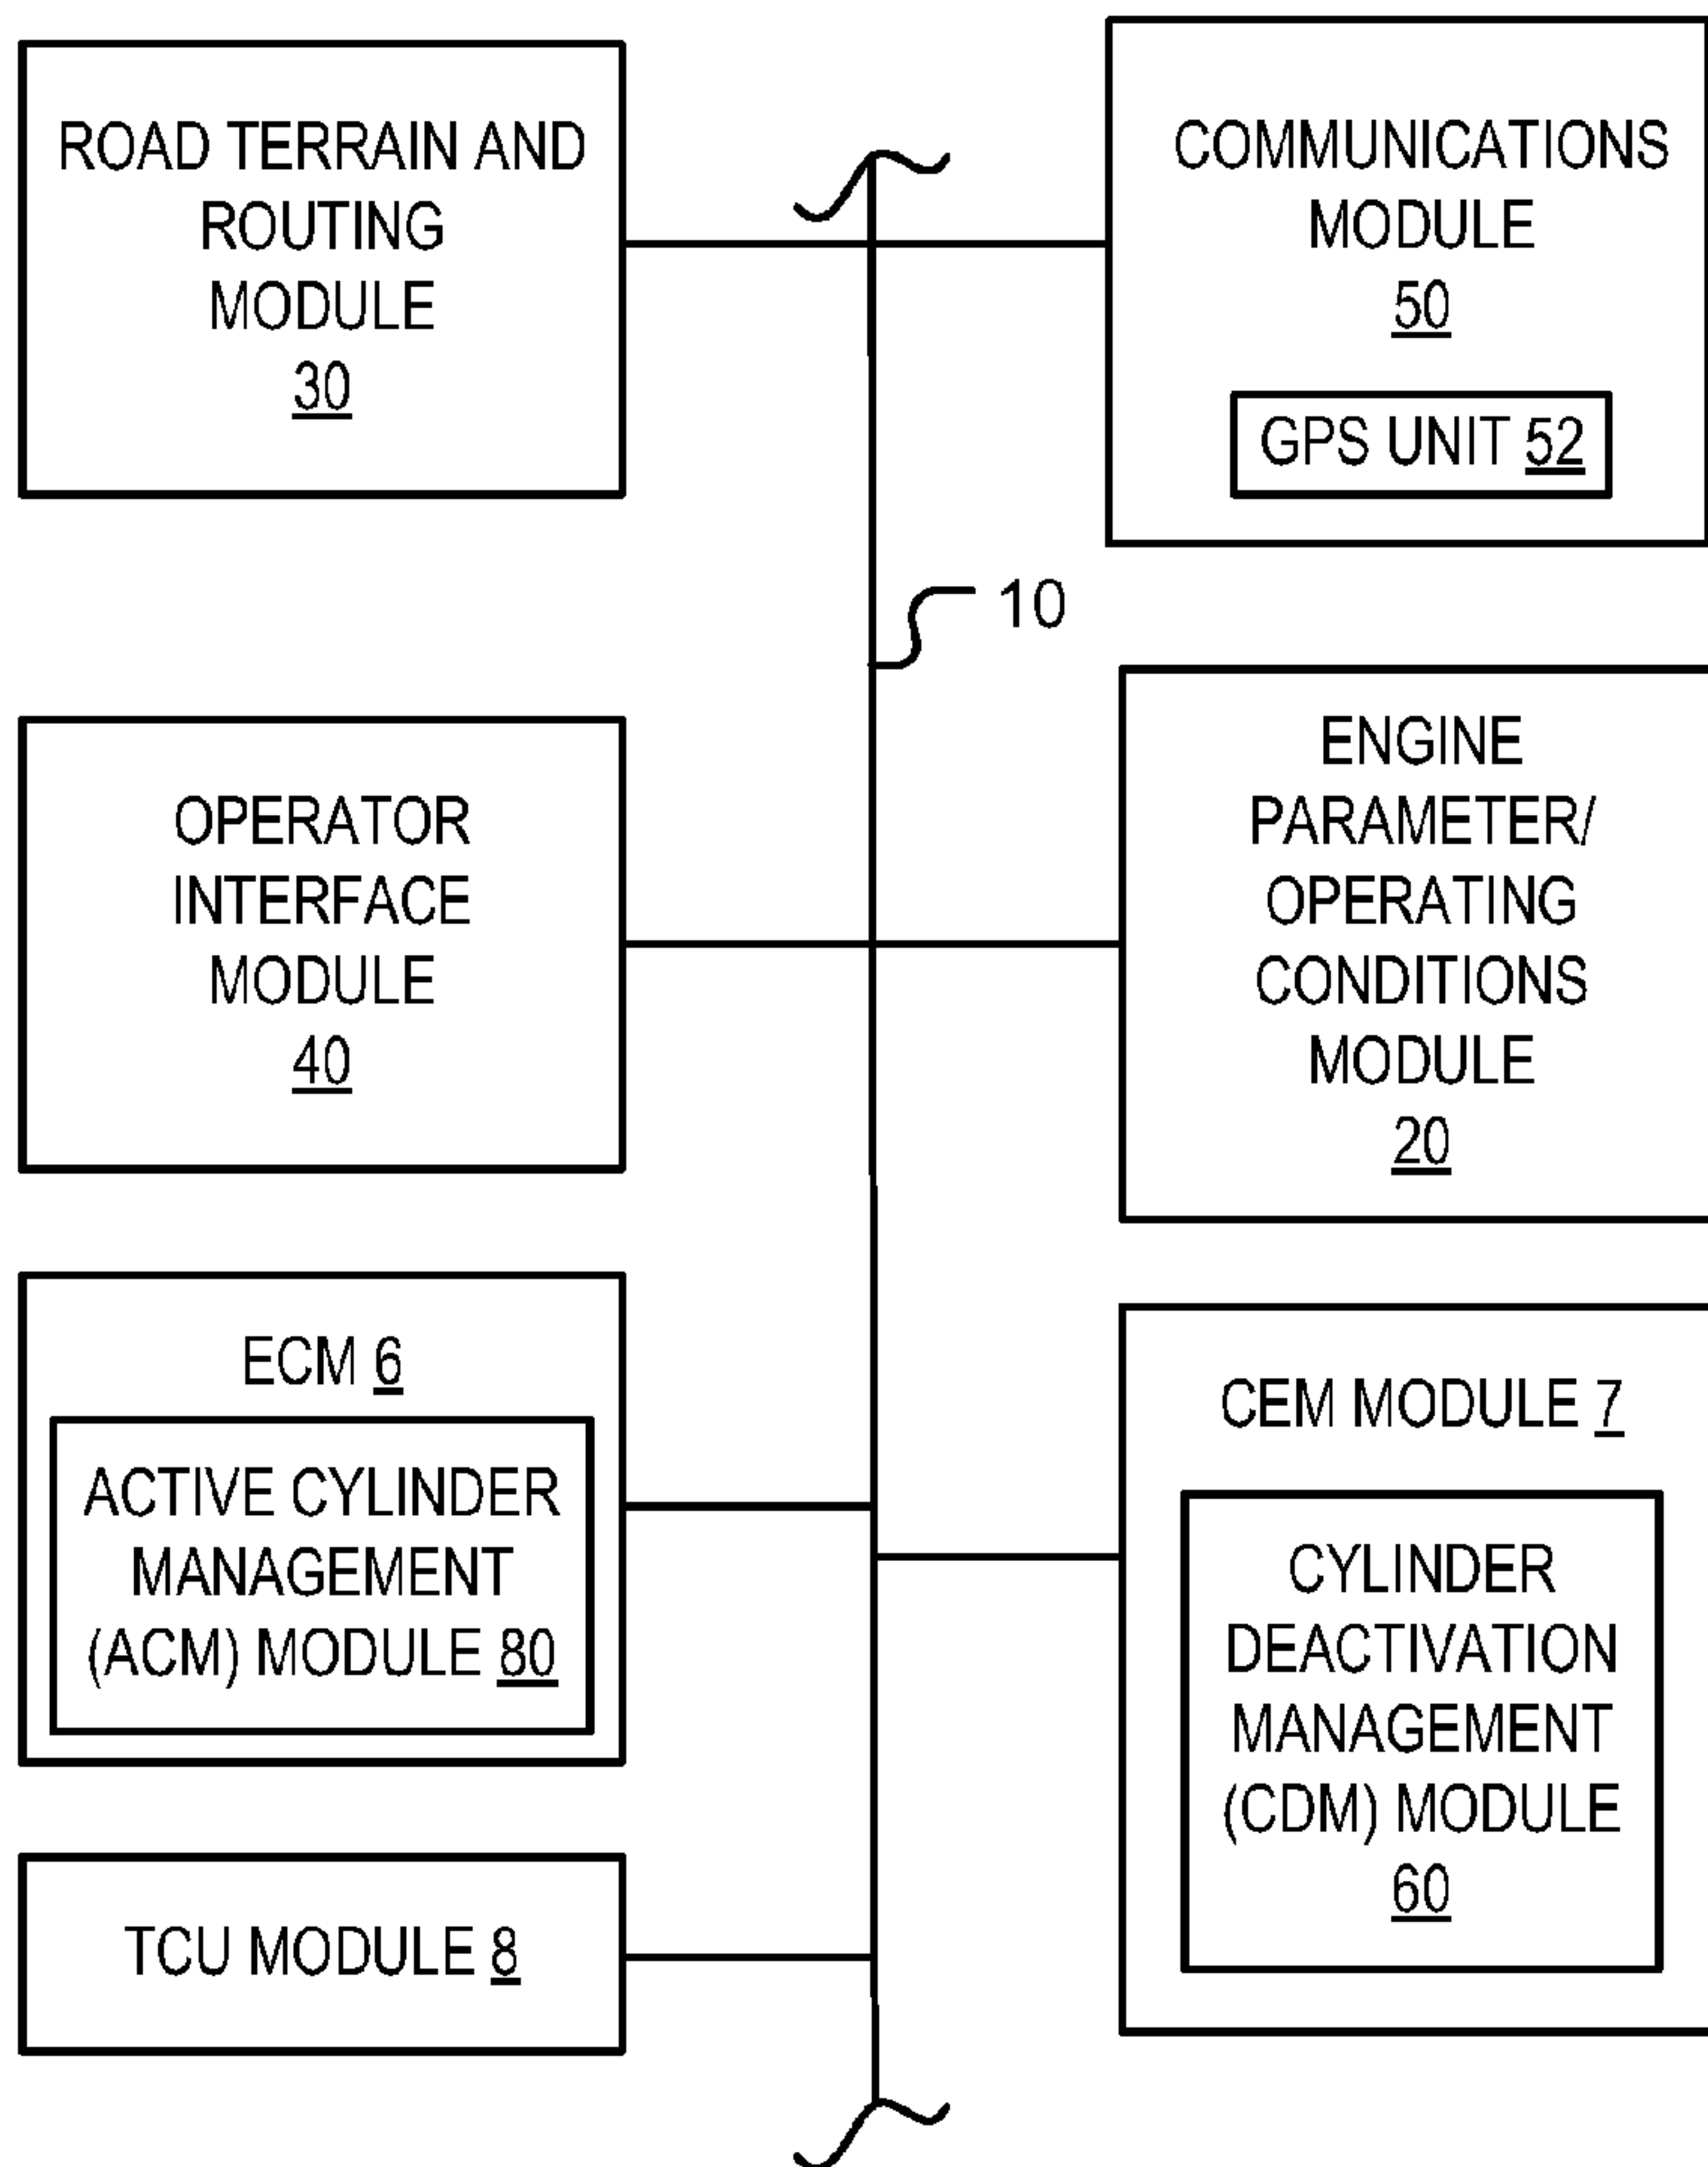 ROAD TERRAIN AND
ROUTING
MODULE
30
COMMUNICATIONS
MODULE
50
GPS UNIT 52
10
OPERATOR
INTERFACE
MODULE
40
ENGINE
PARAMETER/
OPERATING
CONDITIONS
MODULE
20
ECM 6
ACTIVE CYLINDER
MANAGEMENT
(ACM) MODULE 80
CEM MODULE 7
CYLINDER
DEACTIVATION
MANAGEMENT
(CDM) MODULE
60
TCU MODULE 8